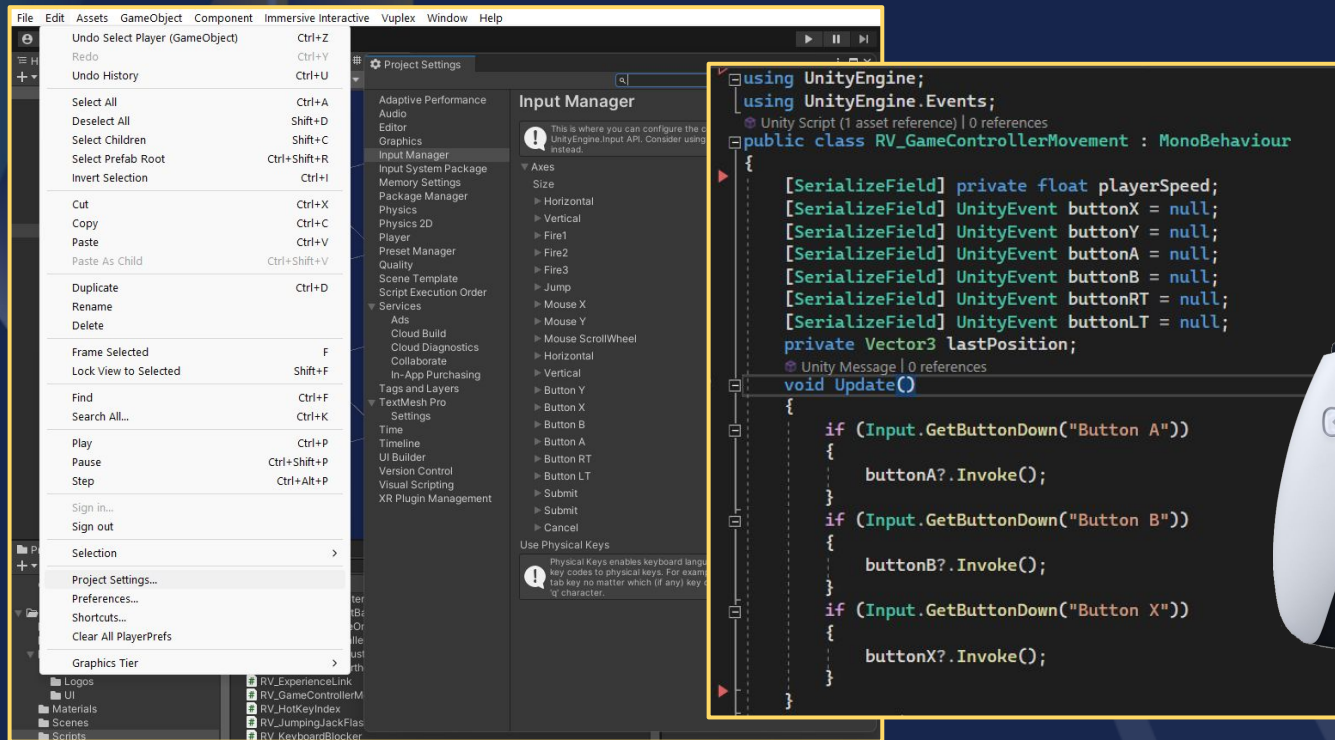 File Edit Assets GameObject Component Immersive Interactive Vuplex Window Help
Undo Select Player (GameObject) Ctrl+Z
Redo Ctrl+Y
Undo History Ctrl+U
Select All Ctrl+A
Deselect All Shift+D
Select Children Shift+C
Select Prefab Root Ctrl+Shift+R
Invert Selection Ctrl+I
Cut Ctrl+X
Copy Ctrl+C
Paste Ctrl+V
Paste As Child Ctrl+Shift+V
Duplicate Ctrl+D
Rename
Delete
Frame Selected F
Lock View to Selected Shift+F
Find Ctrl+F
Search All... Ctrl+K
Play Ctrl+P
Pause Ctrl+Shift+P
Step Ctrl+Alt+P
Sign in...
Sign out
Selection
Project Settings...
Preferences...
Shortcuts...
Clear All PlayerPrefs
Graphics Tier
Logos
UI
Materials
Scenes
Scripts
RV_ExperienceLink
RV_GameControllerM
RV_HotKeyIndex
RV_JumpingJackFlas
RV_KeyboardBlocker
Project Settings
Adaptive Performance
Audio
Editor
Graphics
Input Manager
Input System Package
Memory Settings
Package Manager
Physics
Physics 2D
Player
Preset Manager
Quality
Scene Template
Script Execution Order
Services
Ads
Cloud Build
Cloud Diagnostics
Collaborate
In-App Purchasing
Tags and Layers
TextMesh Pro
Settings
Time
Timeline
UI Builder
Version Control
Visual Scripting
XR Plugin Management
Input Manager
This is where you can configure the c
UnityEngine.Input API. Consider using
instead.
Axes
Size
Horizontal
Vertical
Fire1
Fire2
Fire3
Jump
Mouse X
Mouse Y
Mouse ScrollWheel
Horizontal
Vertical
Button Y
Button X
Button B
Button A
Button RT
Button LT
Submit
Submit
Cancel
Use Physical Keys
Physical Keys enables keyboard langu
key codes to physical keys. For examp
tab key no matter which (if any) key
'q' character.
using UnityEngine;
using UnityEngine.Events;
Unity Script (1 asset reference) | 0 references
public class RV_GameControllerMovement : MonoBehaviour
{
[SerializeField] private float playerSpeed;
[SerializeField] UnityEvent buttonX = null;
[SerializeField] UnityEvent buttonY = null;
[SerializeField] UnityEvent buttonA = null;
[SerializeField] UnityEvent buttonB = null;
[SerializeField] UnityEvent buttonRT = null;
[SerializeField] UnityEvent buttonLT = null;
private Vector3 lastPosition;
Unity Message | 0 references
void Update()
{
if (Input.GetButtonDown("Button A"))
{
buttonA?.Invoke();
}
if (Input.GetButtonDown("Button B"))
{
buttonB?.Invoke();
}
if (Input.GetButtonDown("Button X"))
{
buttonX?.Invoke();
}
}